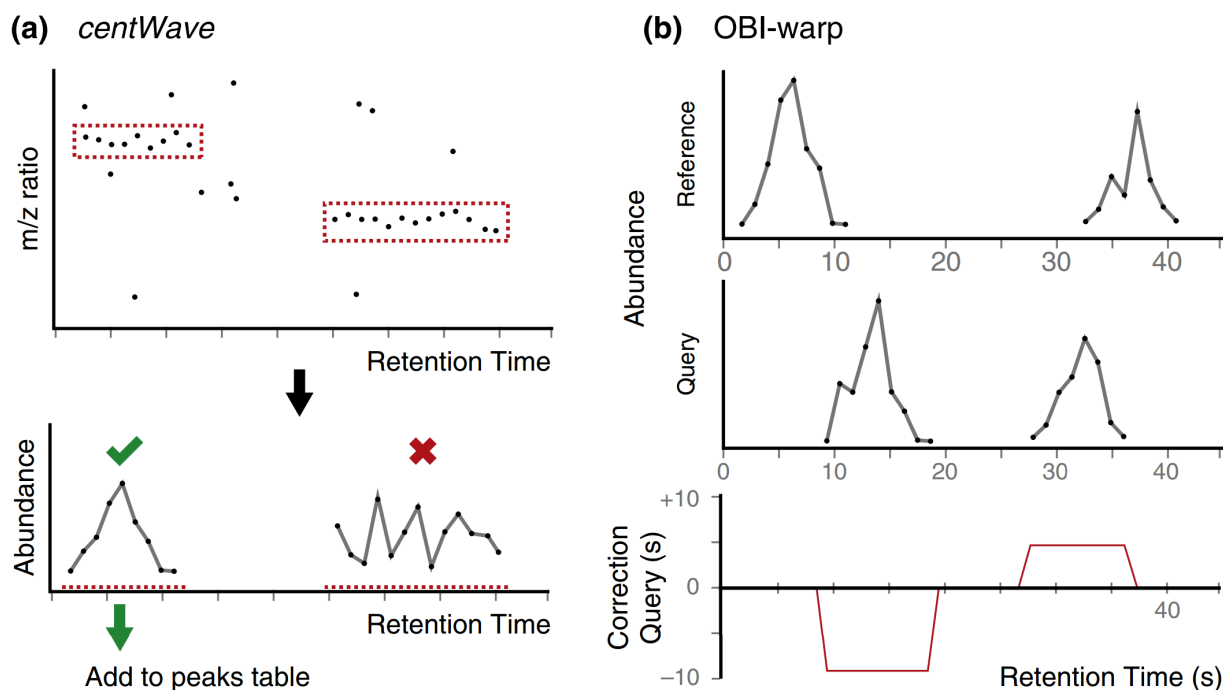 (a) centWave
m/z ratio
Retention Time
Abundance
Retention Time
Add to peaks table
(b) OBI-warp
Abundance
Reference
0 10 20 30 40
Query
0 10 20 30 40
Correction
Query (s)
+10
0
−10
40
Retention Time (s)